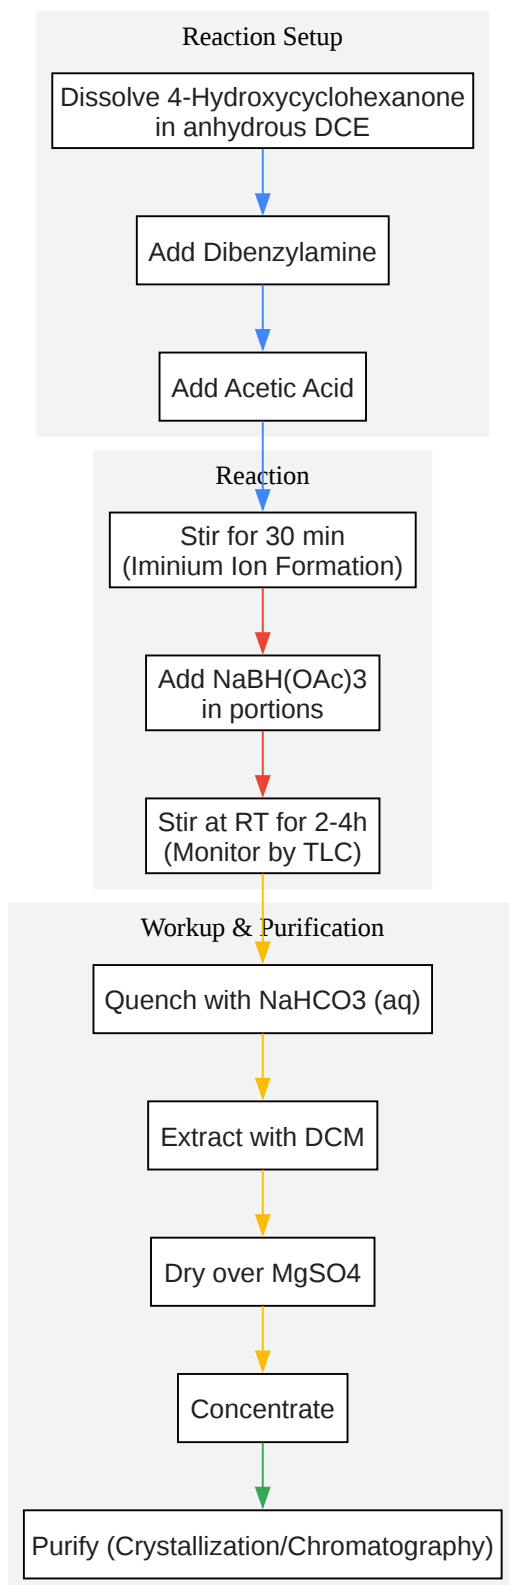 Reaction Setup
Dissolve 4-Hydroxycyclohexanone
in anhydrous DCE
Add Dibenzylamine
Add Acetic Acid
Reaction
Stir for 30 min
(Iminium Ion Formation)
Add NaBH(OAc)3
in portions
Stir at RT for 2-4h
(Monitor by TLC)
Workup & Purification
Quench with NaHCO3 (aq)
Extract with DCM
Dry over MgSO4
Concentrate
Purify (Crystallization/Chromatography)